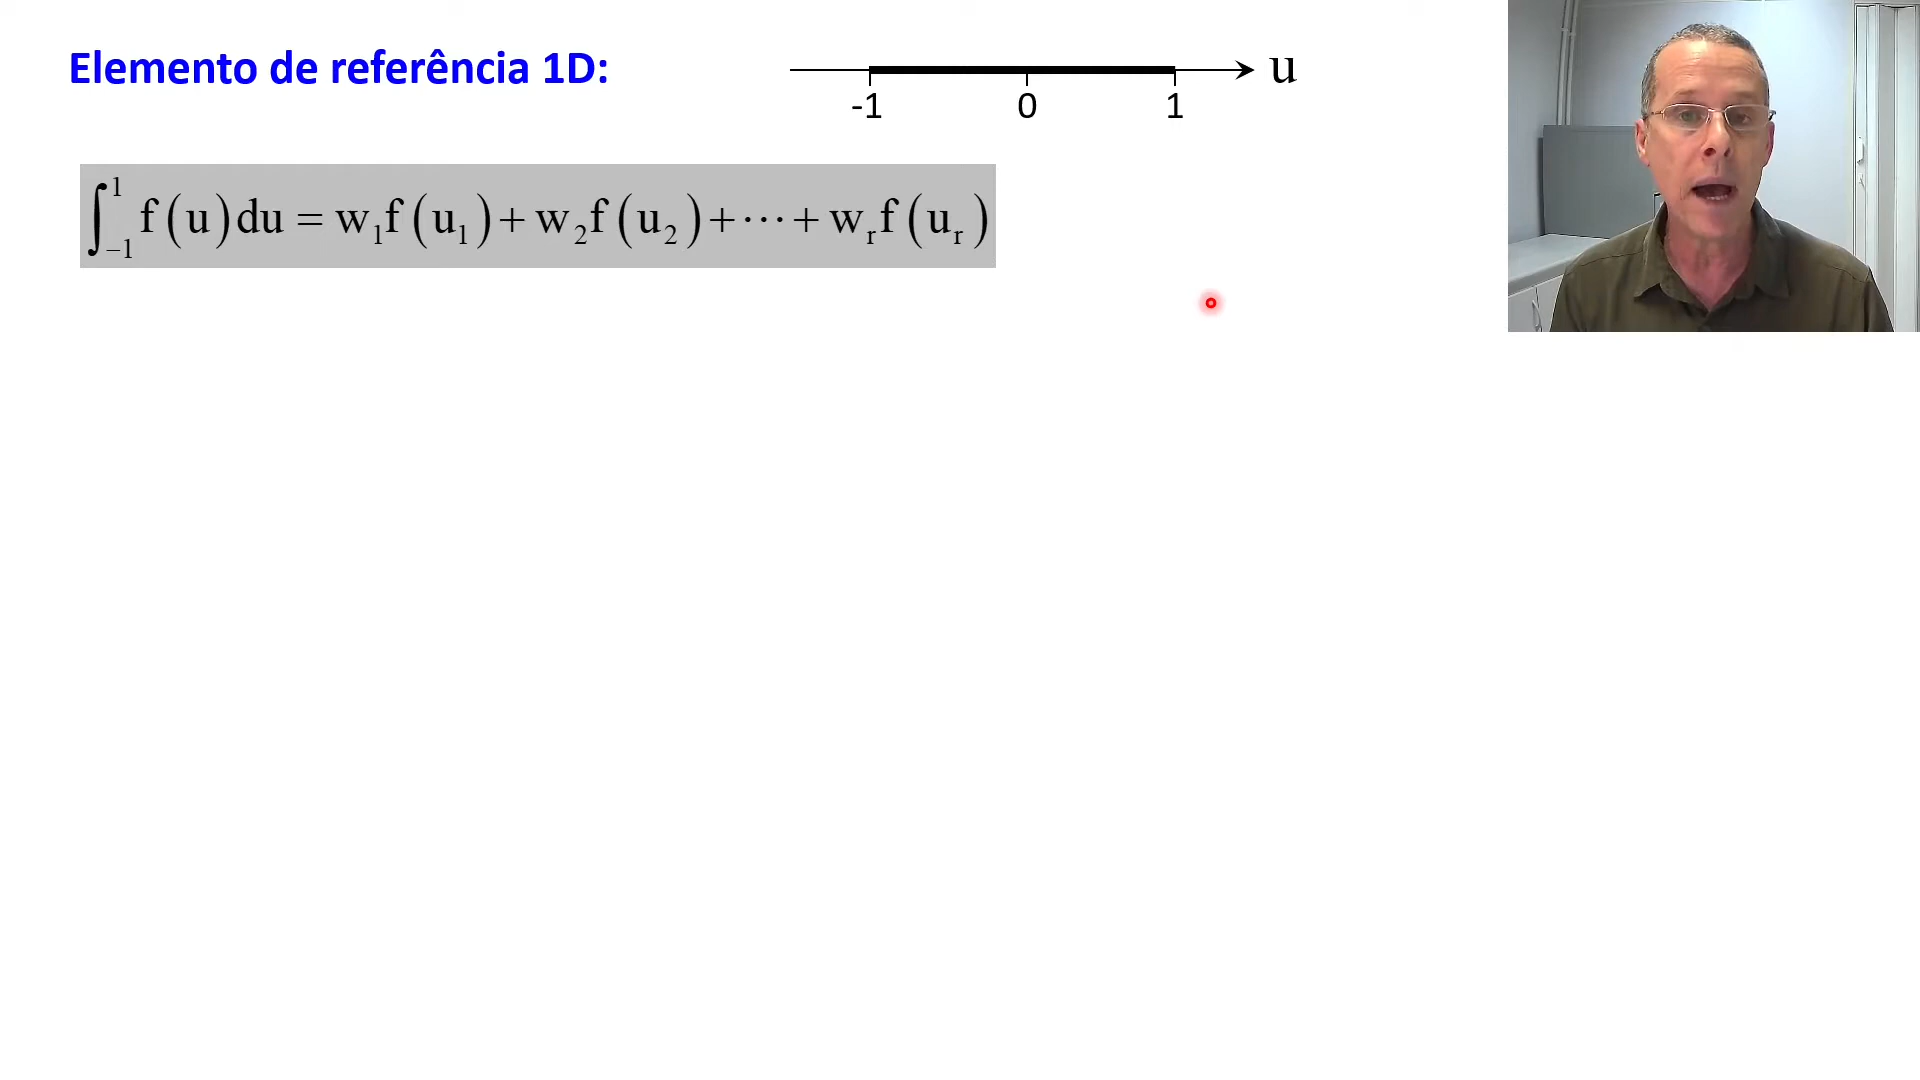 Elemento de referência 1D:
u
-1 0 1
∫₋₁¹ f(u)du = w₁f(u₁) + w₂f(u₂) + ⋯ + wᵣf(uᵣ)